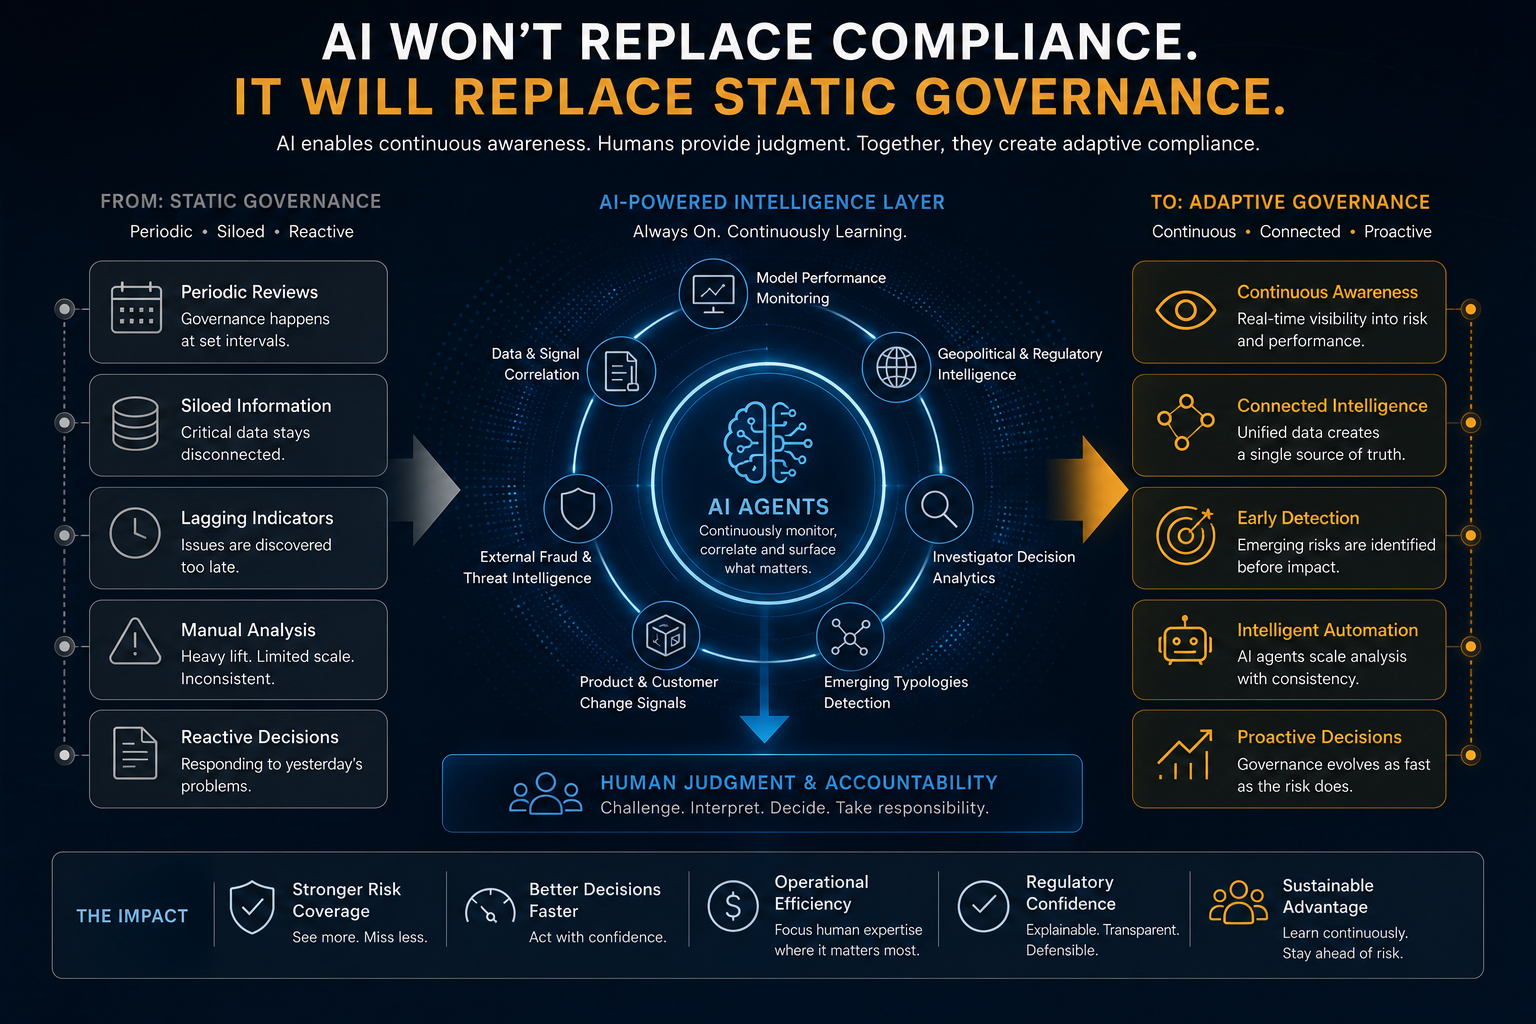 AI WON'T REPLACE COMPLIANCE.
IT WILL REPLACE STATIC GOVERNANCE.
AI enables continuous awareness. Humans provide judgment. Together, they create adaptive compliance.
FROM: STATIC GOVERNANCE
Periodic • Siloed • Reactive
Periodic Reviews
Governance happens
at set intervals.
Siloed Information
Critical data stays
disconnected.
Lagging Indicators
Issues are discovered
too late.
Manual Analysis
Heavy lift. Limited scale.
Inconsistent.
Reactive Decisions
Responding to yesterday's
problems.
AI-POWERED INTELLIGENCE LAYER
Always On. Continuously Learning.
Model Performance
Monitoring
Data & Signal
Correlation
Geopolitical & Regulatory
Intelligence
AI AGENTS
Continuously monitor,
correlate and surface
what matters.
External Fraud &
Threat Intelligence
Investigator Decision
Analytics
Product & Customer
Change Signals
Emerging Typologies
Detection
HUMAN JUDGMENT & ACCOUNTABILITY
Challenge. Interpret. Decide. Take responsibility.
TO: ADAPTIVE GOVERNANCE
Continuous • Connected • Proactive
Continuous Awareness
Real-time visibility into risk
and performance.
Connected Intelligence
Unified data creates
a single source of truth.
Early Detection
Emerging risks are identified
before impact.
Intelligent Automation
AI agents scale analysis
with consistency.
Proactive Decisions
Governance evolves as fast
as the risk does.
THE IMPACT
Stronger Risk
Coverage
See more. Miss less.
Better Decisions
Faster
Act with confidence.
Operational
Efficiency
Focus human expertise
where it matters most.
Regulatory
Confidence
Explainable. Transparent.
Defensible.
Sustainable
Advantage
Learn continuously.
Stay ahead of risk.